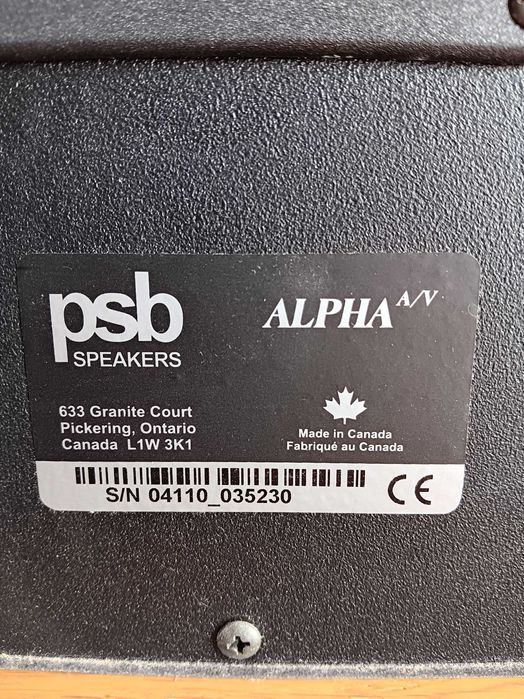 psb
SPEAKERS
ALPHA A/V
633 Granite Court
Pickering, Ontario
Canada L1W 3K1
Made in Canada
Fabriqué au Canada
S/N 04110_035230
CE